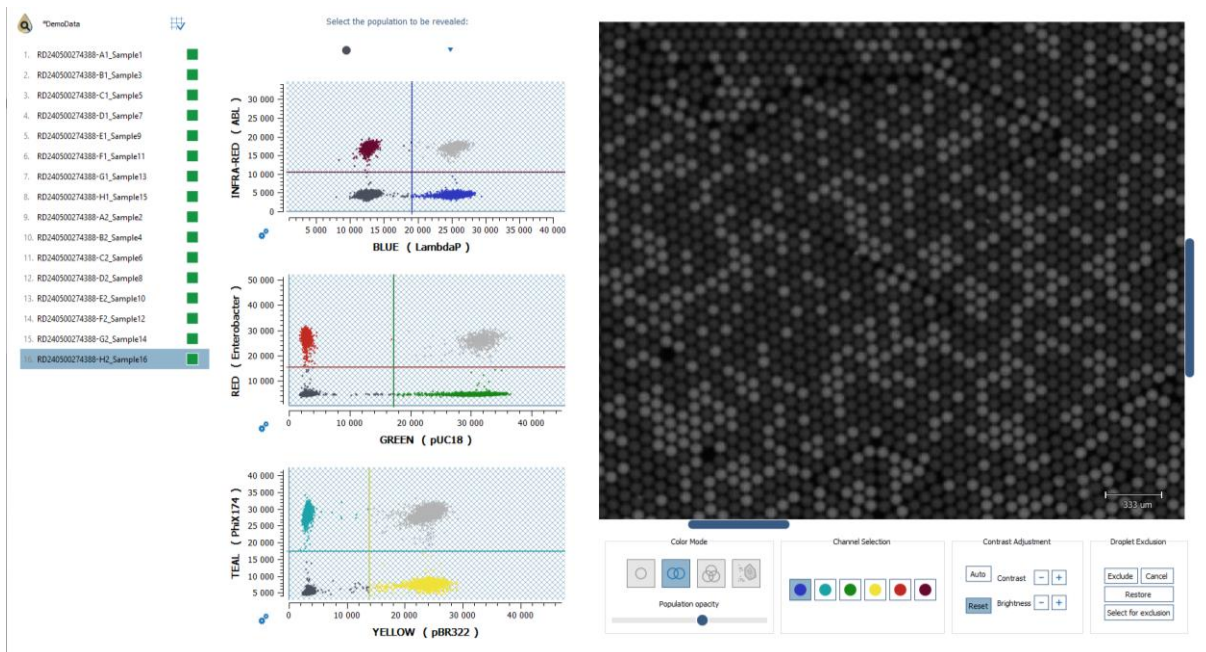 *DemoData
1. RD240500274388-A1_Sample1
2. RD240500274388-B1_Sample3
3. RD240500274388-C1_Sample5
4. RD240500274388-D1_Sample7
5. RD240500274388-E1_Sample9
6. RD240500274388-F1_Sample11
7. RD240500274388-G1_Sample13
8. RD240500274388-H1_Sample15
9. RD240500274388-A2_Sample2
10. RD240500274388-B2_Sample4
11. RD240500274388-C2_Sample6
12. RD240500274388-D2_Sample8
13. RD240500274388-E2_Sample10
14. RD240500274388-F2_Sample12
15. RD240500274388-G2_Sample14
16. RD240500274388-H2_Sample16
Select the population to be revealed:
INFRA-RED ( ABL )
30 000
25 000
20 000
15 000
10 000
5 000
0
5 000 10 000 15 000 20 000 25 000 30 000 35 000 40 000
BLUE ( LambdaP )
RED ( Enterobacter )
50 000
40 000
30 000
20 000
10 000
0 10 000 20 000 30 000 40 000
GREEN ( pUC18 )
TEAL ( PhiX174 )
40 000
35 000
30 000
25 000
20 000
15 000
10 000
5 000
0 10 000 20 000 30 000 40 000
YELLOW ( pBR322 )
333 um
Color Mode
Population opacity
Channel Selection
Contrast Adjustment
Auto Contrast - +
Reset Brightness - +
Droplet Exclusion
Exclude Cancel
Restore
Select for exclusion